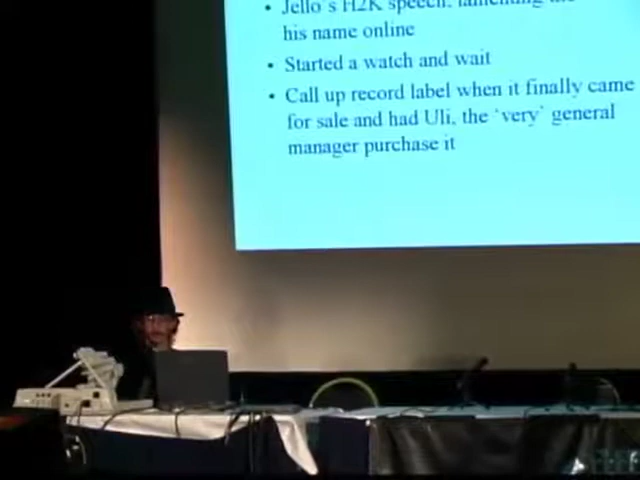 • Jello's H2K speech, lamenting
his name online
• Started a watch and wait
• Call up record label when it finally came
for sale and had Uli, the 'very' general
manager purchase it